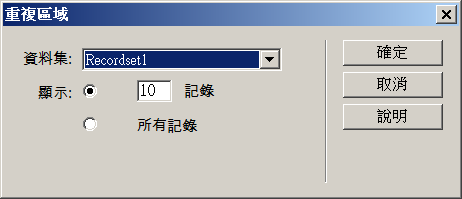 重複區域
資料集: Recordset1
顯示: 10 記錄
所有記錄
確定
取消
說明